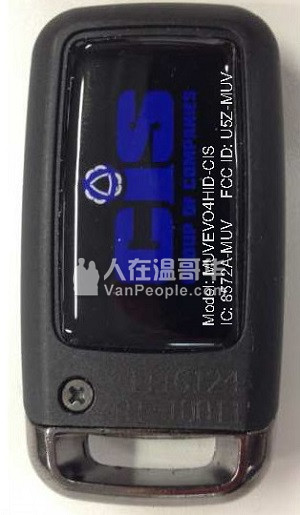 CIS
GROUP OF COMPANIES
Model: MUVEVO4HID-CIS
IC: 8572A-MUV FCC ID: U5Z-MUV
人在温哥华
VanPeople.com